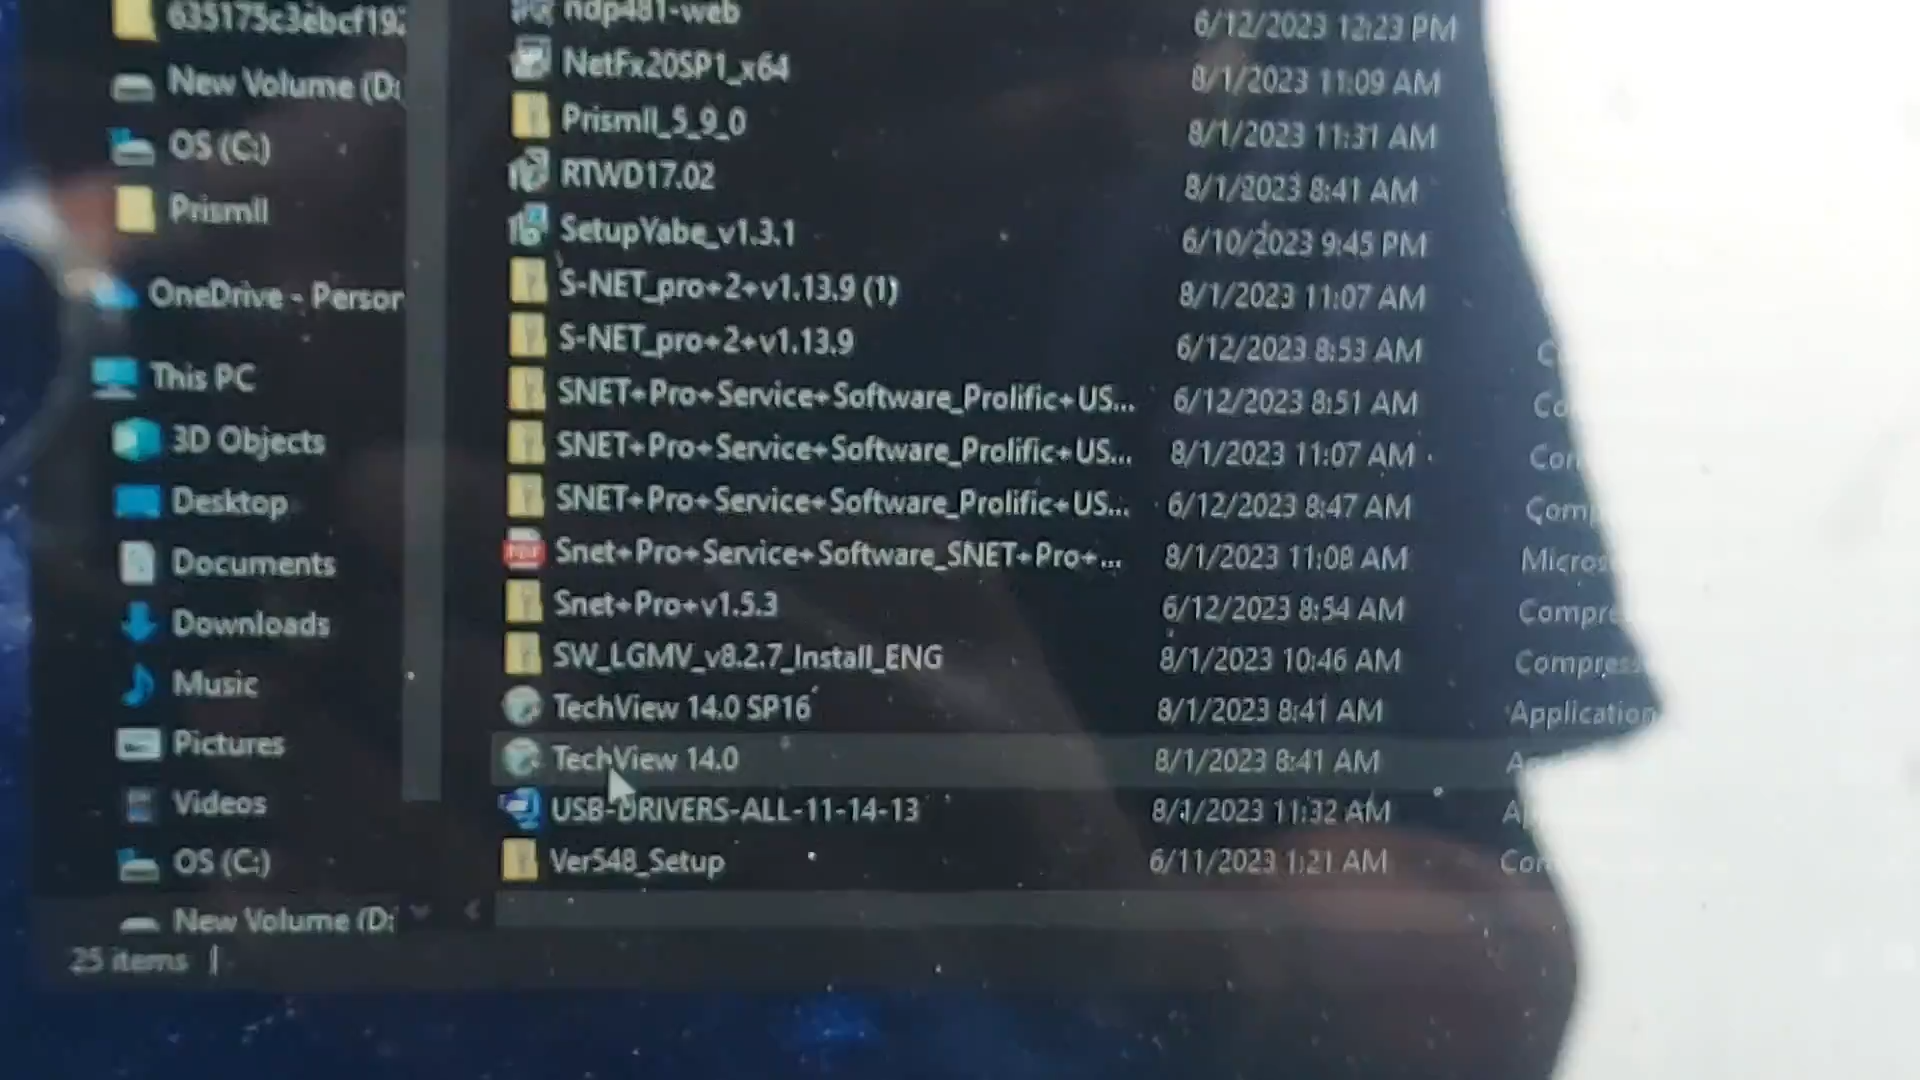 635175c3ebcf192
New Volume (D:
OS (C:)
PrismII
OneDrive - Person
This PC
3D Objects
Desktop
Documents
Downloads
Music
Pictures
Videos
OS (C:)
New Volume (D:
25 items
ndp481-web 6/12/2023 12:23 PM
NetFx20SP1_x64 8/1/2023 11:09 AM
PrismII_5_9_0 8/1/2023 11:31 AM
RTWD17.02 8/1/2023 8:41 AM
SetupYabe_v1.3.1 6/10/2023 9:45 PM
S-NET_pro+2+v1.13.9 (1) 8/1/2023 11:07 AM
S-NET_pro+2+v1.13.9 6/12/2023 8:53 AM C
SNET+Pro+Service+Software_Prolific+US... 6/12/2023 8:51 AM Co
SNET+Pro+Service+Software_Prolific+US... 8/1/2023 11:07 AM Con
SNET+Pro+Service+Software_Prolific+US... 6/12/2023 8:47 AM Comp
Snet+Pro+Service+Software_SNET+Pro+... 8/1/2023 11:08 AM Micros
Snet+Pro+v1.5.3 6/12/2023 8:54 AM Compre
SW_LGMV_v8.2.7_Install_ENG 8/1/2023 10:46 AM Compress
TechView 14.0 SP16 8/1/2023 8:41 AM Application
TechView 14.0 8/1/2023 8:41 AM Ap
USB-DRIVERS-ALL-11-14-13 8/1/2023 11:32 AM Ap
Ver548_Setup 6/11/2023 1:21 AM Com